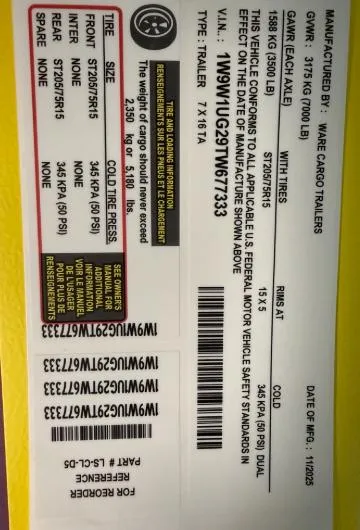 MANUFACTURED BY : WARE CARGO TRAILERS DATE OF MFG. : 11/2025
GVWR : 3175 KG (7000 LB)
GAWR (EACH AXLE) WITH TIRES RIMS AT COLD
1588 KG (3500 LB) ST205/75R15 15 X 5 345 KPA (50 PSI) DUAL
THIS VEHICLE CONFORMS TO ALL APPLICABLE U.S. FEDERAL MOTOR VEHICLE SAFETY STANDARDS IN
EFFECT ON THE DATE OF MANUFACTURE SHOWN ABOVE
V.I.N. : 1W9W1UG29TW677333
TYPE : TRAILER 7 X 16 TA
TIRE AND LOADING INFORMATION
RENSEIGNEMENTS SUR LES PNEUS ET LE CHARGEMENT
The weight of cargo should never exceed
2,350 kg or 5,180 lbs.
TIRE SIZE COLD TIRE PRESS.
FRONT ST205/75R15 345 KPA (50 PSI)
INTER NONE NONE
REAR ST205/75R15 345 KPA (50 PSI)
SPARE NONE NONE
SEE OWNER'S
MANUAL FOR
ADDITIONAL
INFORMATION
VOIR LE MANUEL
DE L'USAGER
POUR PLUS DE
RENSEIGNEMENTS
1W9W1UG29TW677333
1W9W1UG29TW677333
1W9W1UG29TW677333
1W9W1UG29TW677333
FOR REORDER
REFERENCE
PART # LS-CL-D5